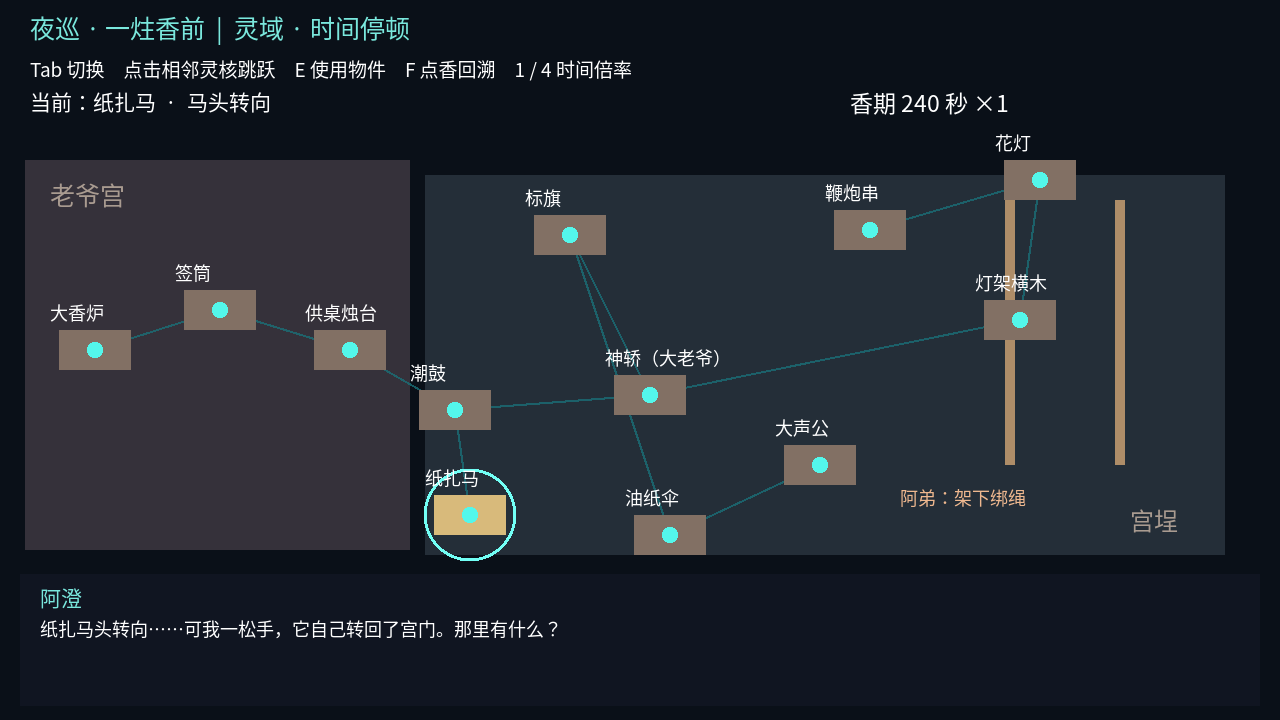 夜巡 · 一炷香前 | 灵域 · 时间停顿
Tab 切换 点击相邻灵核跳跃 E 使用物件 F 点香回溯 1 / 4 时间倍率
当前：纸扎马 · 马头转向
香期 240 秒 ×1
花灯
老爷宫
标旗
鞭炮串
签筒
灯架横木
大香炉
供桌烛台
神轿（大老爷）
潮鼓
大声公
纸扎马
油纸伞
阿弟：架下绑绳
宫埕
阿澄
纸扎马头转向……可我一松手，它自己转回了宫门。那里有什么？